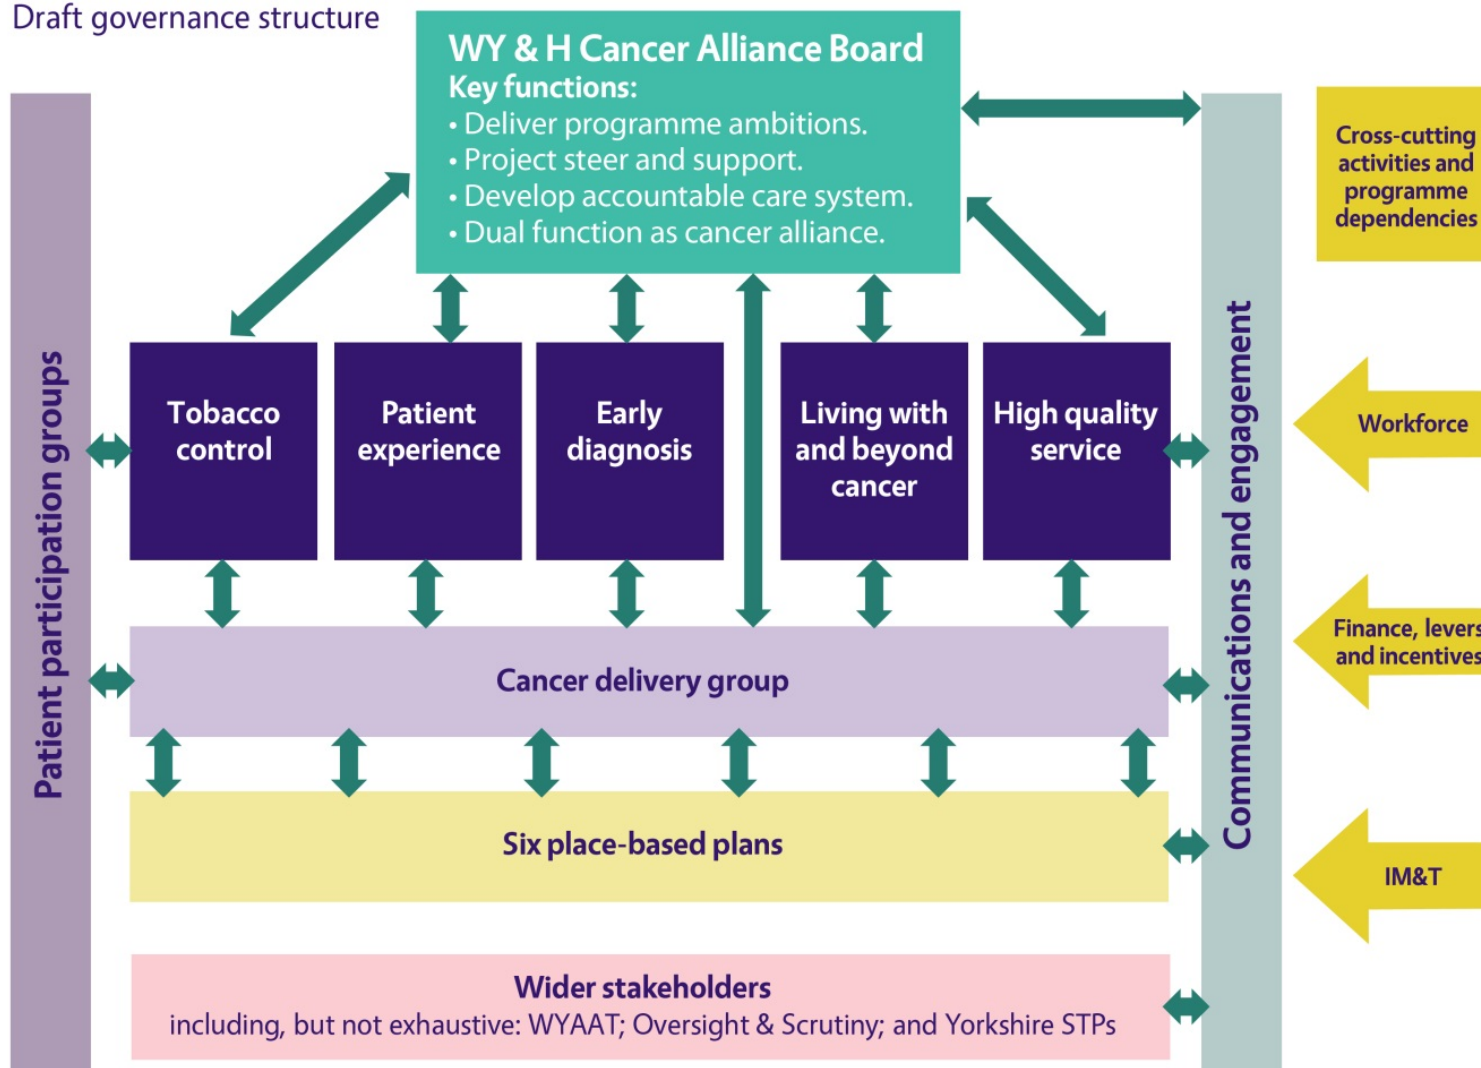 Draft governance structure
WY & H Cancer Alliance Board
Key functions:
• Deliver programme ambitions.
• Project steer and support.
• Develop accountable care system.
• Dual function as cancer alliance.
Cross-cutting
activities and
programme
dependencies
Patient participation groups
Tobacco
control
Patient
experience
Early
diagnosis
Living with
and beyond
cancer
High quality
service
Communications and engagement
Workforce
Cancer delivery group
Finance, levers
and incentives
Six place-based plans
IM&T
Wider stakeholders
including, but not exhaustive: WYAAT; Oversight & Scrutiny; and Yorkshire STPs